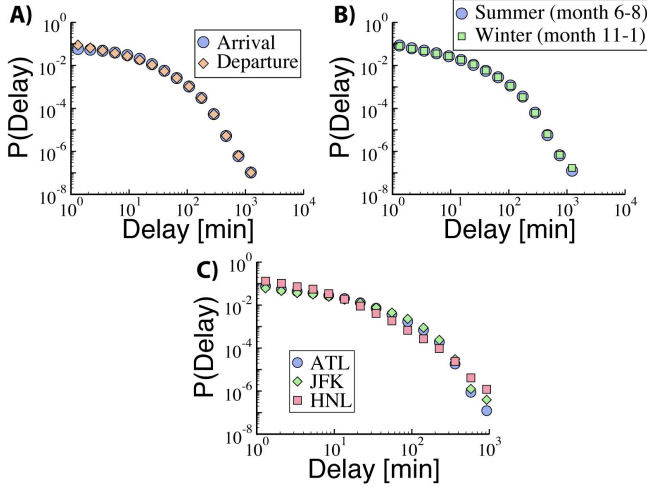 A)
10^0
10^-2
10^-4
10^-6
10^-8
P(Delay)
Arrival
Departure
10^0 10^1 10^2 10^3 10^4
Delay [min]
B)
10^0
10^-2
10^-4
10^-6
10^-8
P(Delay)
Summer (month 6-8)
Winter (month 11-1)
10^0 10^1 10^2 10^3 10^4
Delay [min]
C)
10^0
10^-2
10^-4
10^-6
10^-8
P(Delay)
ATL
JFK
HNL
10^0 10^1 10^2 10^3
Delay [min]